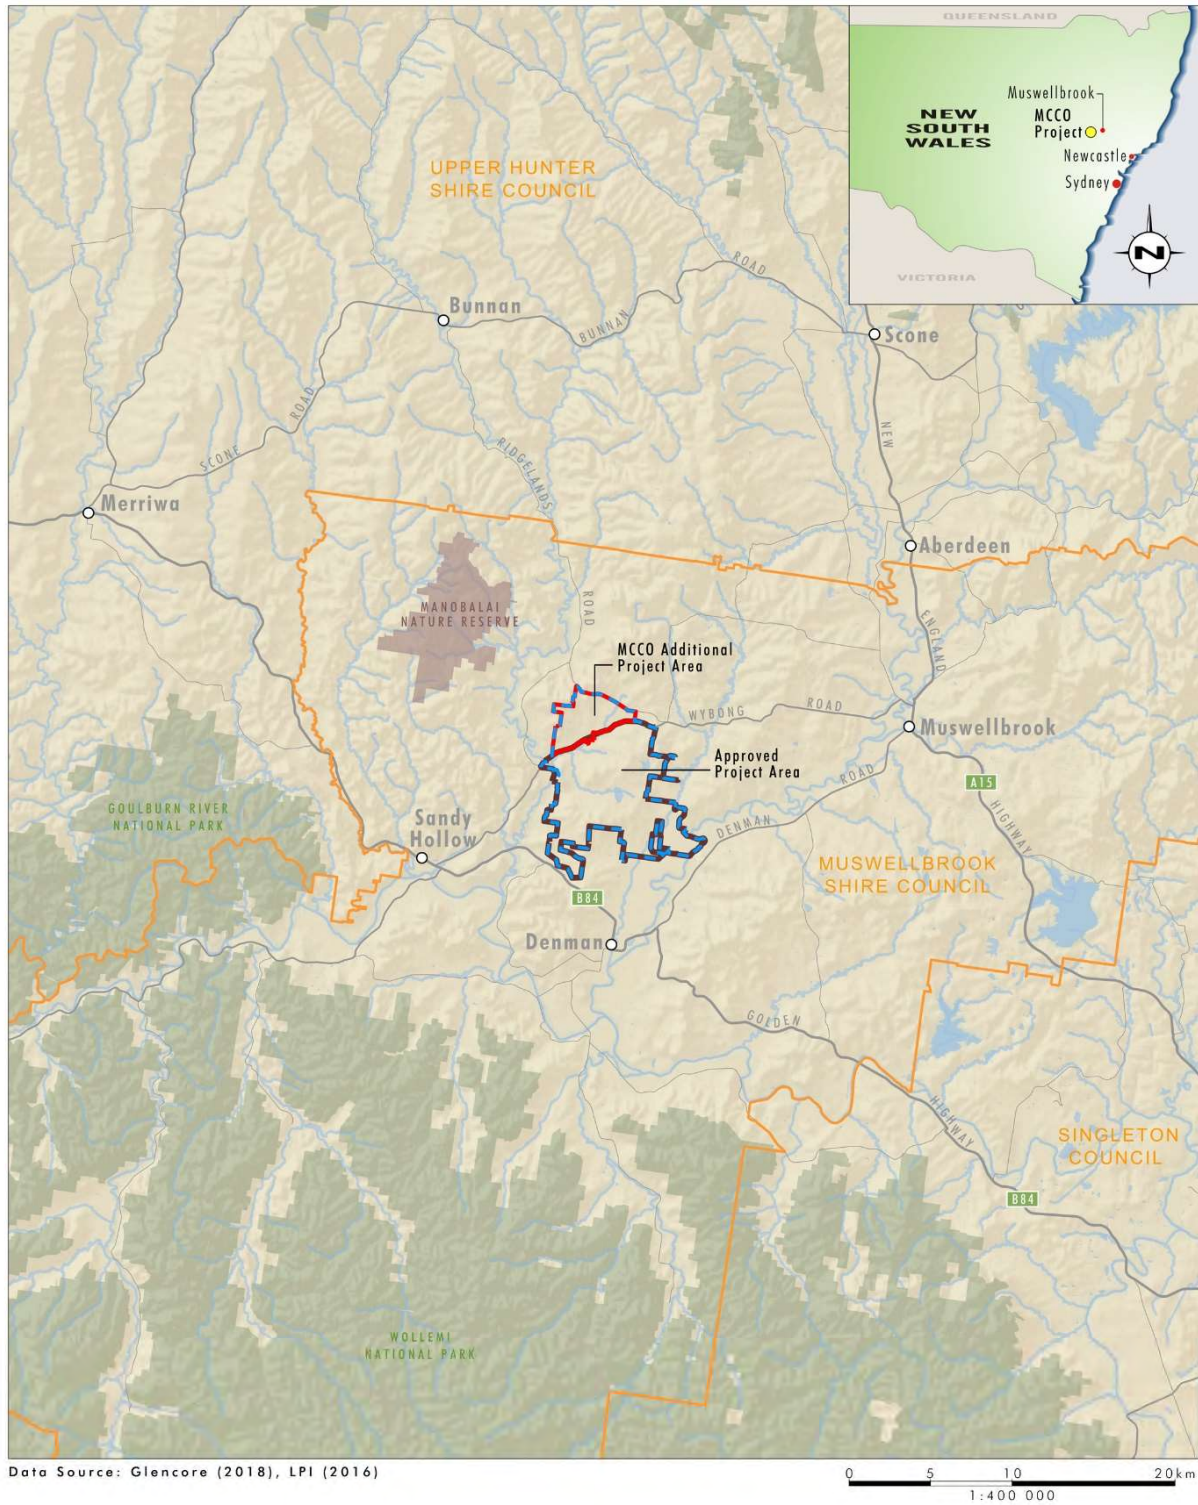 QUEENSLAND
Muswellbrook
NEW
SOUTH
WALES
MCCO
Project
Newcastle
Sydney
N
VICTORIA
UPPER HUNTER
SHIRE COUNCIL
ROAD
Bunnan
BUNNAN
Scone
ROAD
NEW
SCONE
RIDGELANDS
Merriwa
Aberdeen
MANOBALAI
NATURE RESERVE
ROAD
ENGLAND
MCCO Additional
Project Area
WYBONG
ROAD
Muswellbrook
Approved
Project Area
ROAD
A15
GOULBURN RIVER
NATIONAL PARK
Sandy
Hollow
DENMAN
HIGHWAY
MUSWELLBROOK
SHIRE COUNCIL
B84
Denman
GOLDEN
HIGHWAY
SINGLETON
COUNCIL
B84
WOLLEMI
NATIONAL PARK
Data Source: Glencore (2018), LPI (2016)
0 5 10 20km
1:400 000